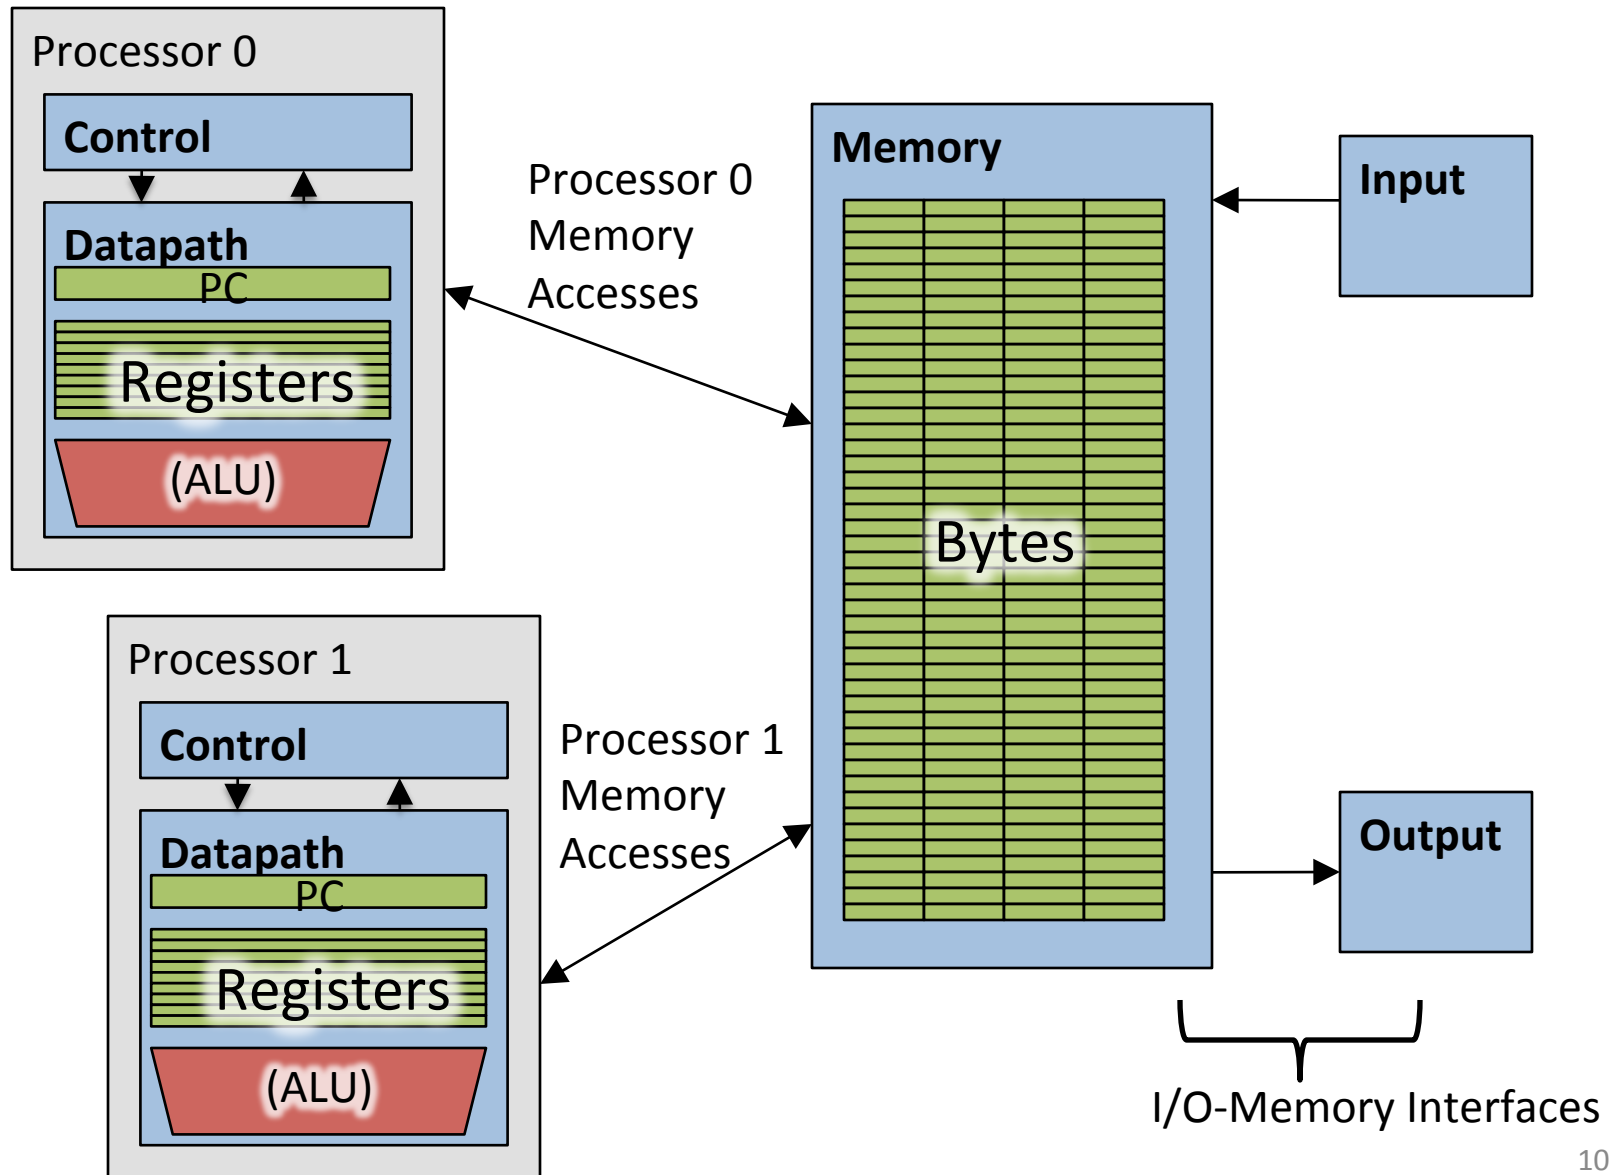 Processor 0
Control
Datapath
PC
Registers
(ALU)
Processor 0
Memory
Accesses
Memory
Bytes
Input
Processor 1
Control
Datapath
PC
Registers
(ALU)
Processor 1
Memory
Accesses
Output
I/O-Memory Interfaces
10